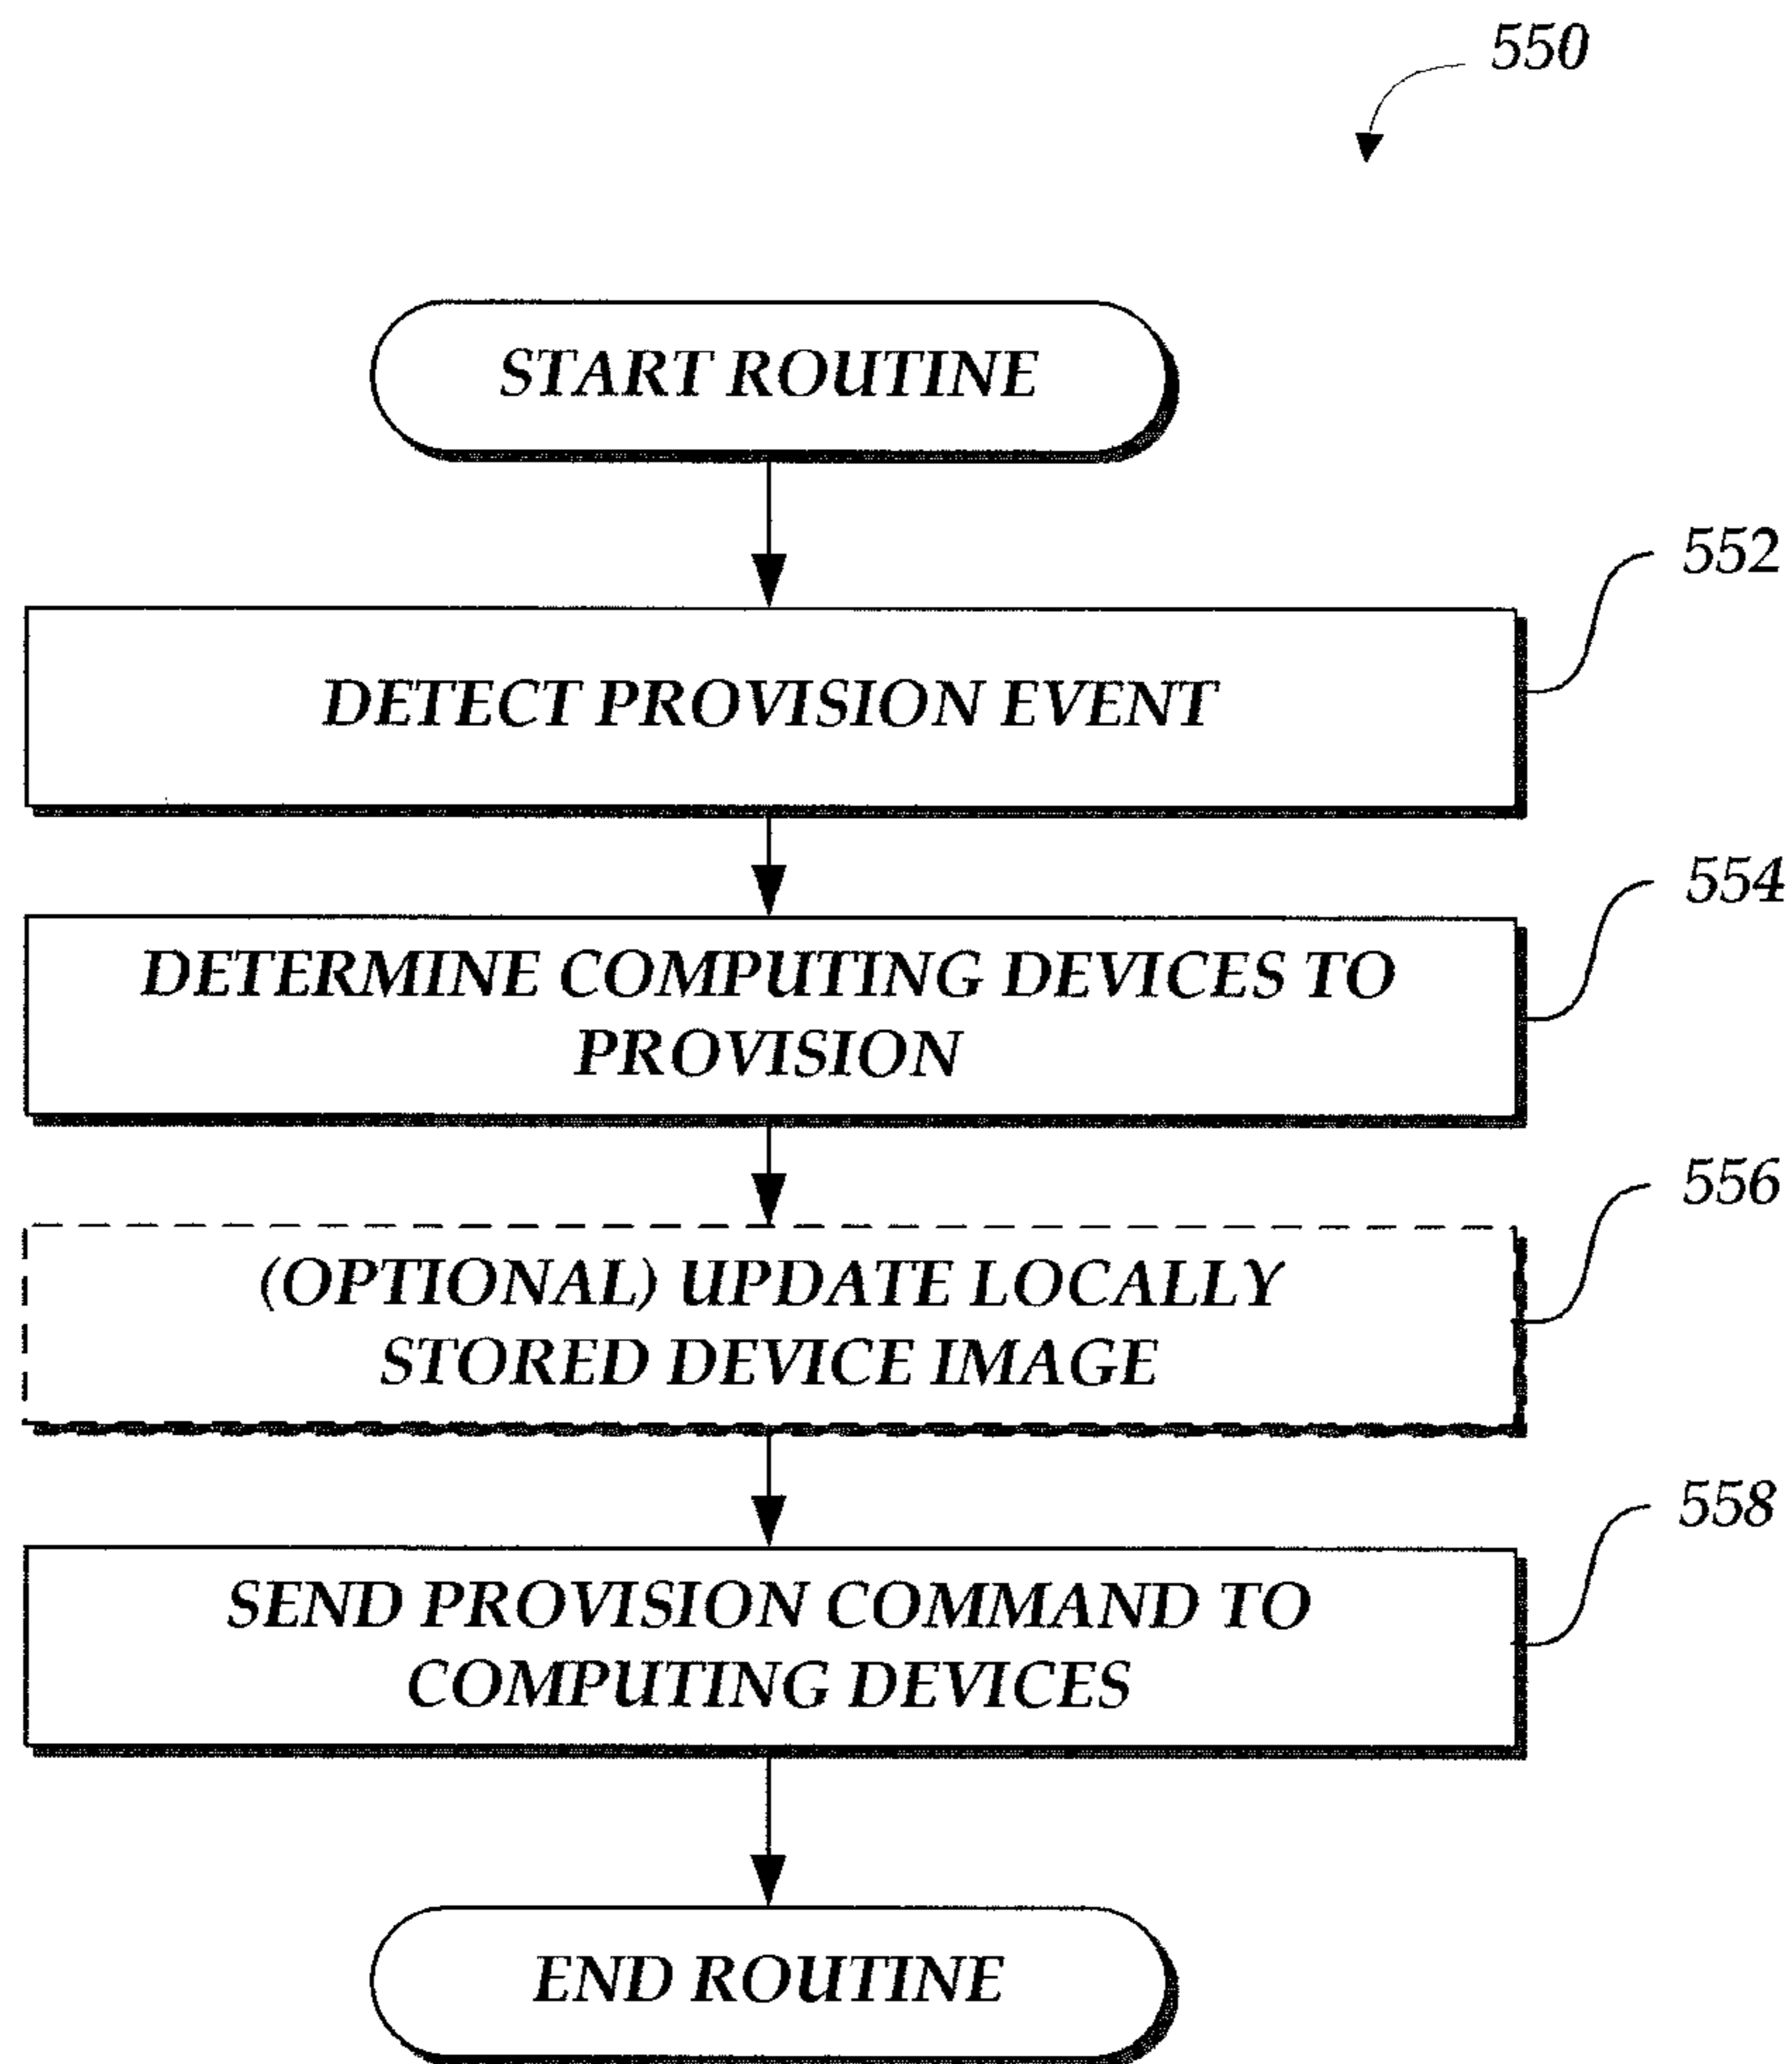 550
START ROUTINE
552
DETECT PROVISION EVENT
554
DETERMINE COMPUTING DEVICES TO
PROVISION
556
(OPTIONAL) UPDATE LOCALLY
STORED DEVICE IMAGE
558
SEND PROVISION COMMAND TO
COMPUTING DEVICES
END ROUTINE